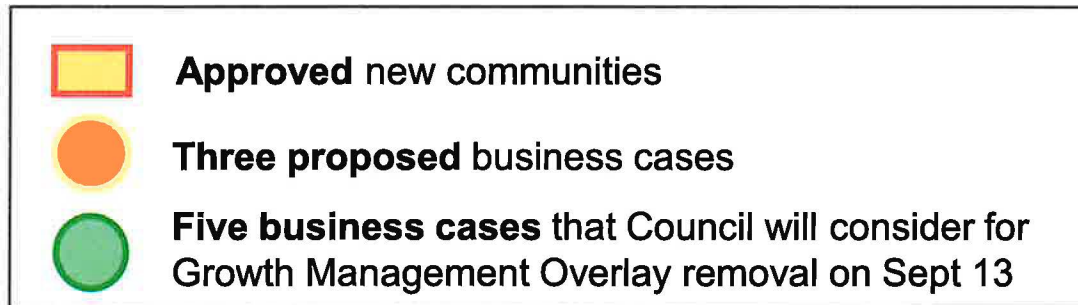 Approved new communities
Three proposed business cases
Five business cases that Council will consider for
Growth Management Overlay removal on Sept 13